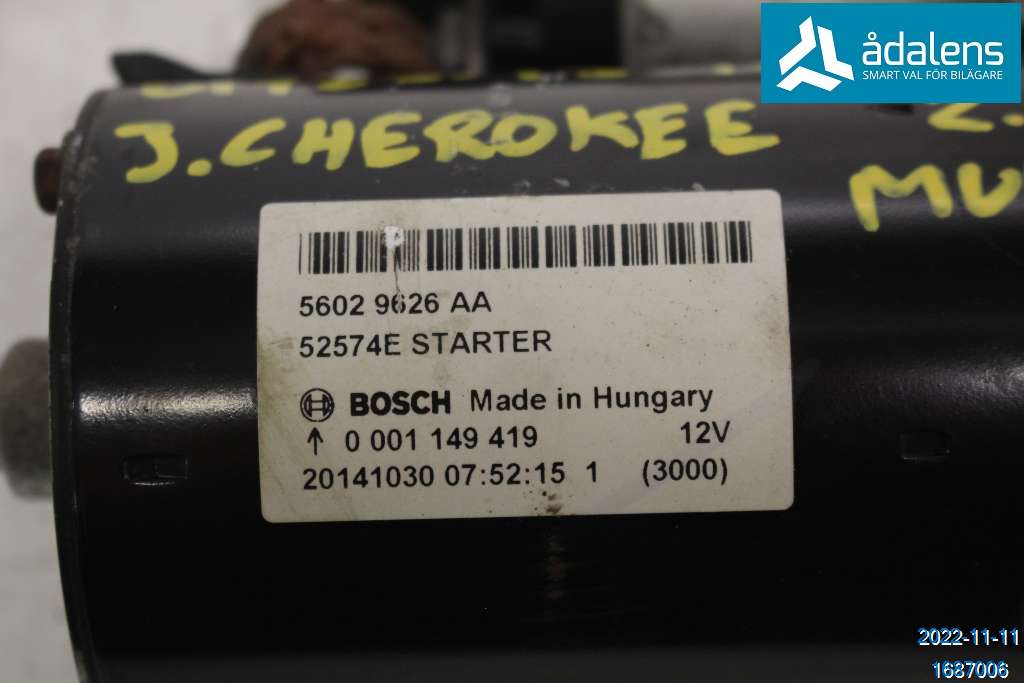 ådalens
SMART VAL FÖR BILÄGARE
J. CHEROKEE
5602 9626 AA
52574E STARTER
BOSCH Made in Hungary
0 001 149 419 12V
20141030 07:52:15 1 (3000)
2022-11-11
1687006